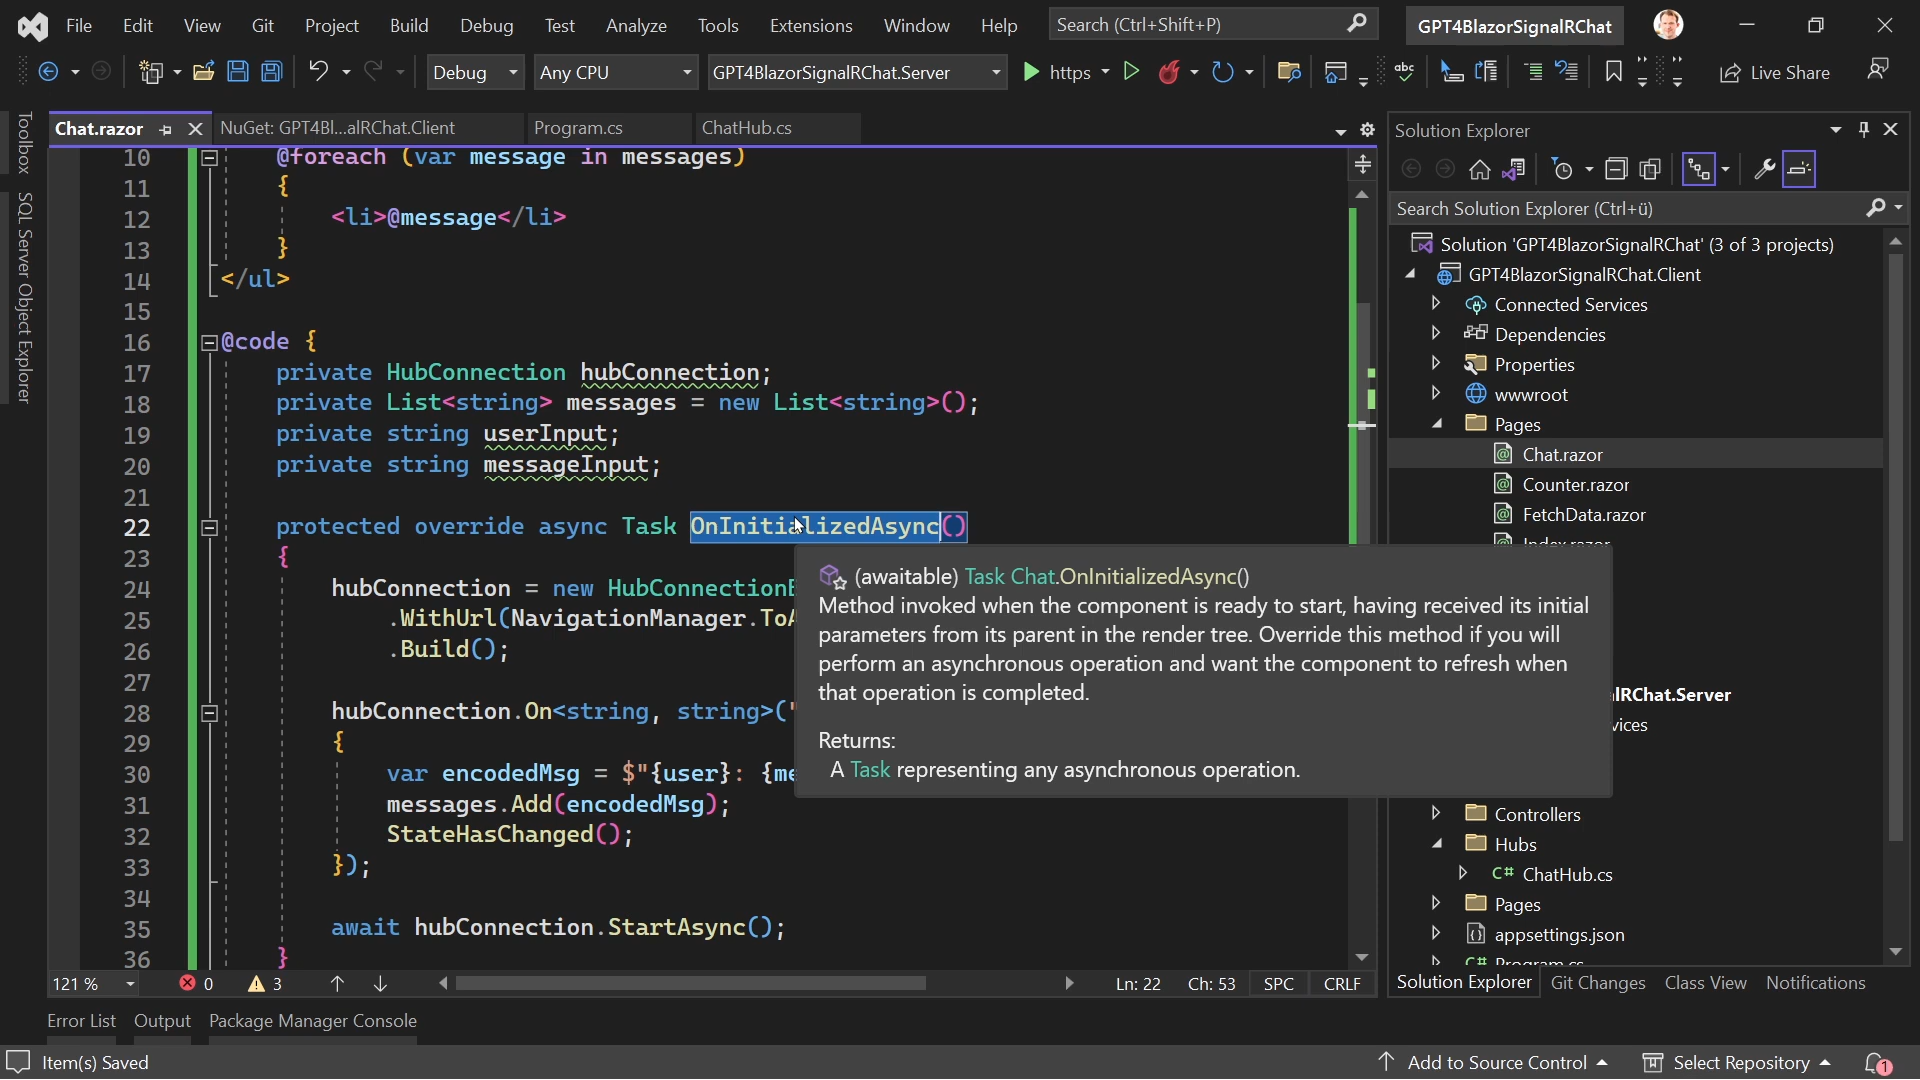 File Edit View Git Project Build Debug Test Analyze Tools Extensions Window Help Search (Ctrl+Shift+P) GPT4BlazorSignalRChat
Debug Any CPU GPT4BlazorSignalRChat.Server https Live Share
Toolbox
SQL Server Object Explorer
Chat.razor NuGet: GPT4Bl...alRChat.Client Program.cs ChatHub.cs
10 @foreach (var message in messages)
11 {
12 <li>@message</li>
13 }
14 </ul>
15
16 @code {
17 private HubConnection hubConnection;
18 private List<string> messages = new List<string>();
19 private string userInput;
20 private string messageInput;
21
22 protected override async Task OnInitializedAsync()
23 {
24 hubConnection = new HubConnection
25 .WithUrl(NavigationManager.ToA
26 .Build();
27
28 hubConnection.On<string, string>("
29 {
30 var encodedMsg = $"{user}: {me
31 messages.Add(encodedMsg);
32 StateHasChanged();
33 });
34
35 await hubConnection.StartAsync();
36 }
(awaitable) Task Chat.OnInitializedAsync()
Method invoked when the component is ready to start, having received its initial
parameters from its parent in the render tree. Override this method if you will
perform an asynchronous operation and want the component to refresh when
that operation is completed.
Returns:
A Task representing any asynchronous operation.
121 % 0 3 Ln: 22 Ch: 53 SPC CRLF
Solution Explorer
Search Solution Explorer (Ctrl+ü)
Solution 'GPT4BlazorSignalRChat' (3 of 3 projects)
GPT4BlazorSignalRChat.Client
Connected Services
Dependencies
Properties
wwwroot
Pages
Chat.razor
Counter.razor
FetchData.razor
Index.razor
lRChat.Server
vices
Controllers
Hubs
C# ChatHub.cs
Pages
appsettings.json
C# Program.cs
Solution Explorer Git Changes Class View Notifications
Error List Output Package Manager Console
Item(s) Saved Add to Source Control Select Repository 1